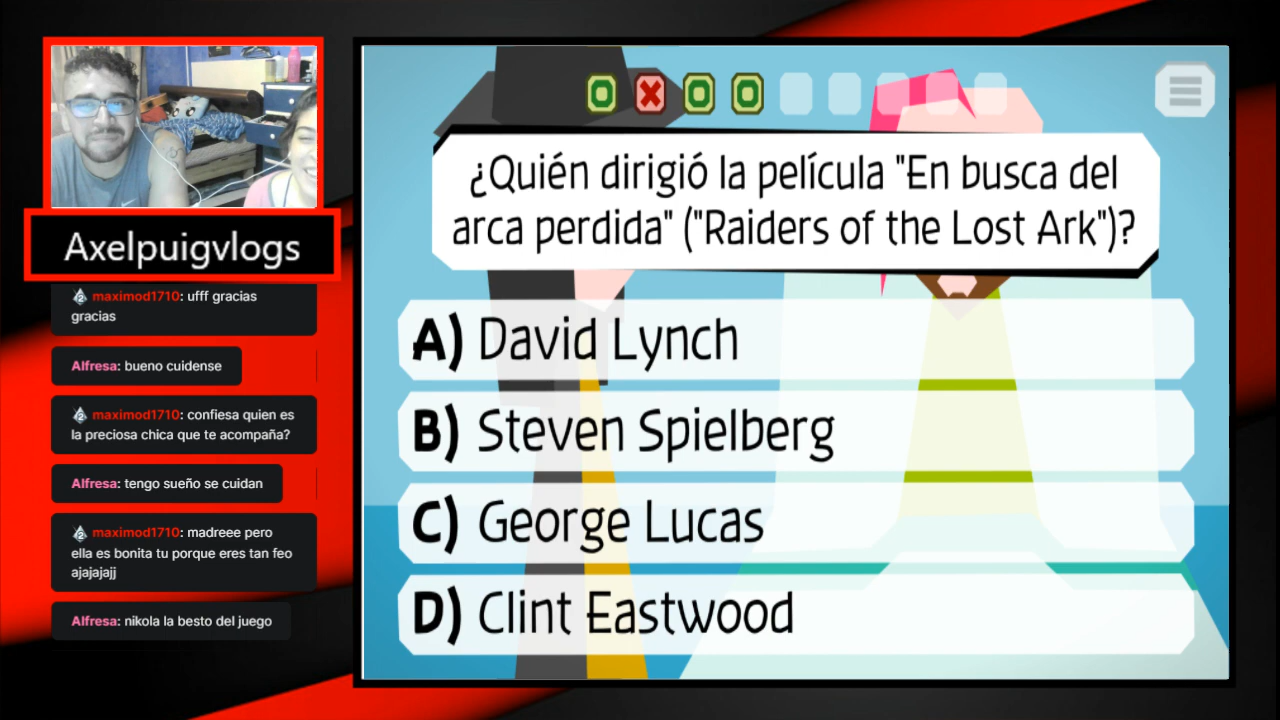 Axelpuigvlogs
maximod1710: ufff gracias
gracias
Alfresa: bueno cuidense
maximod1710: confiesa quien es
la preciosa chica que te acompaña?
Alfresa: tengo sueño se cuidan
maximod1710: madreee pero
ella es bonita tu porque eres tan feo
ajajajajj
Alfresa: nikola la besto del juego
¿Quién dirigió la película "En busca del
arca perdida" ("Raiders of the Lost Ark")?
A) David Lynch
B) Steven Spielberg
C) George Lucas
D) Clint Eastwood